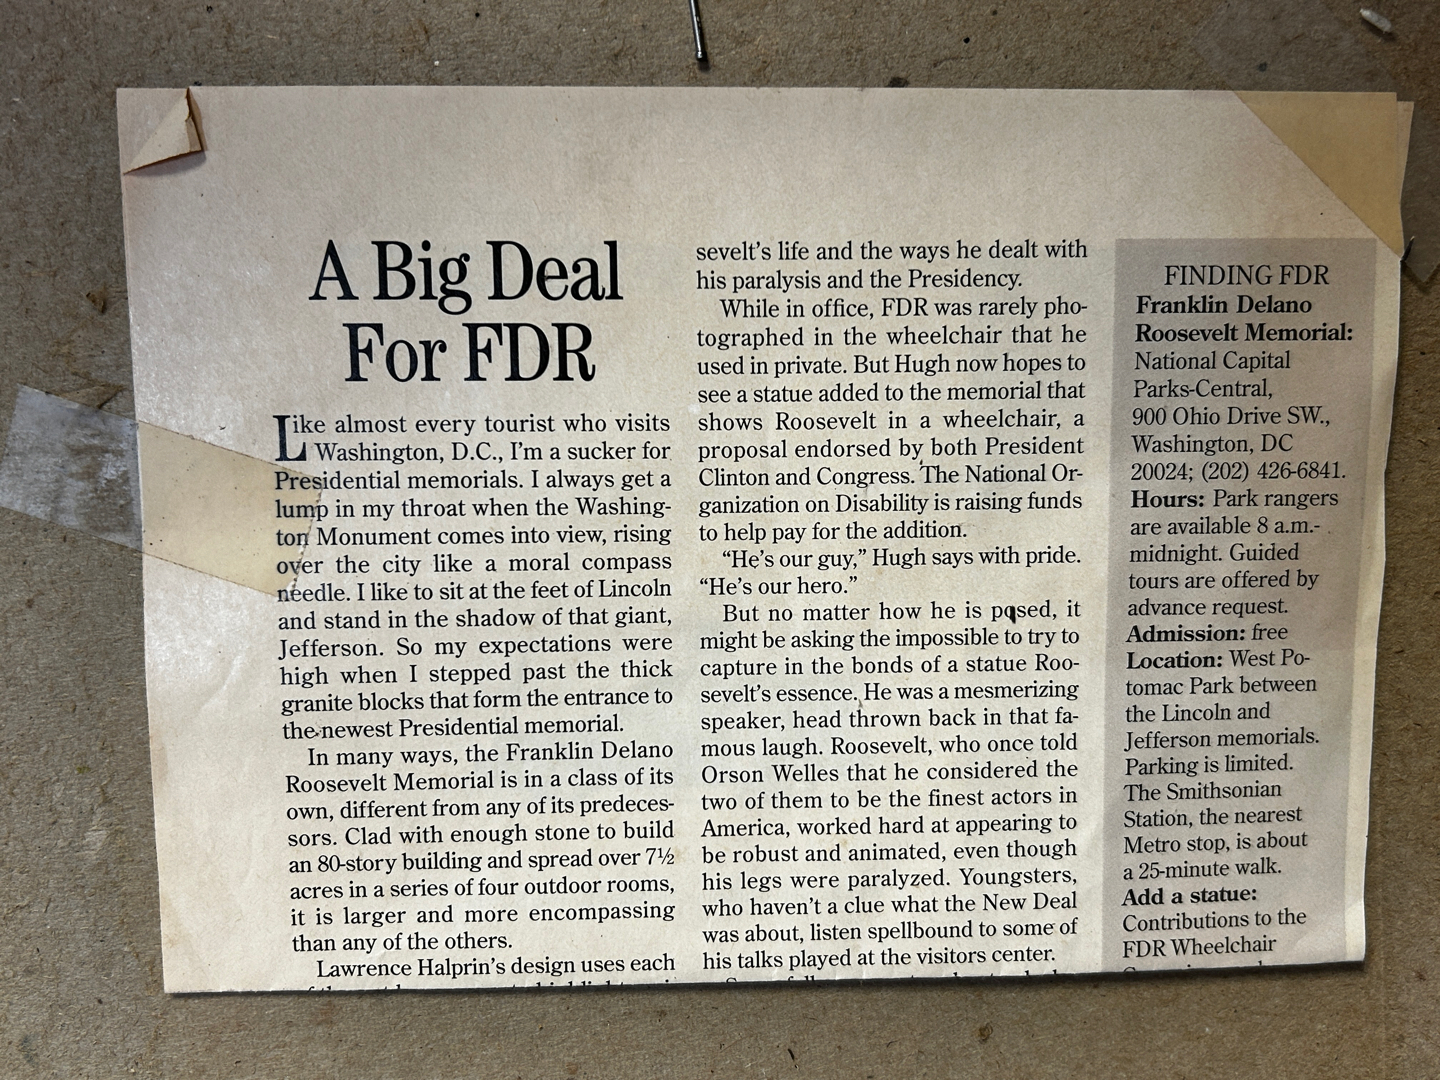 A Big Deal
For FDR
Like almost every tourist who visits
Washington, D.C., I'm a sucker for
Presidential memorials. I always get a
lump in my throat when the Washing-
ton Monument comes into view, rising
over the city like a moral compass
needle. I like to sit at the feet of Lincoln
and stand in the shadow of that giant,
Jefferson. So my expectations were
high when I stepped past the thick
granite blocks that form the entrance to
the newest Presidential memorial.
In many ways, the Franklin Delano
Roosevelt Memorial is in a class of its
own, different from any of its predeces-
sors. Clad with enough stone to build
an 80-story building and spread over 7½
acres in a series of four outdoor rooms,
it is larger and more encompassing
than any of the others.
Lawrence Halprin's design uses each
sevelt's life and the ways he dealt with
his paralysis and the Presidency.
While in office, FDR was rarely pho-
tographed in the wheelchair that he
used in private. But Hugh now hopes to
see a statue added to the memorial that
shows Roosevelt in a wheelchair, a
proposal endorsed by both President
Clinton and Congress. The National Or-
ganization on Disability is raising funds
to help pay for the addition.
“He's our guy,” Hugh says with pride.
“He's our hero.”
But no matter how he is posed, it
might be asking the impossible to try to
capture in the bonds of a statue Roo-
sevelt's essence. He was a mesmerizing
speaker, head thrown back in that fa-
mous laugh. Roosevelt, who once told
Orson Welles that he considered the
two of them to be the finest actors in
America, worked hard at appearing to
be robust and animated, even though
his legs were paralyzed. Youngsters,
who haven't a clue what the New Deal
was about, listen spellbound to some of
his talks played at the visitors center.
FINDING FDR
Franklin Delano
Roosevelt Memorial:
National Capital
Parks-Central,
900 Ohio Drive SW.,
Washington, DC
20024; (202) 426-6841.
Hours: Park rangers
are available 8 a.m.-
midnight. Guided
tours are offered by
advance request.
Admission: free
Location: West Po-
tomac Park between
the Lincoln and
Jefferson memorials.
Parking is limited.
The Smithsonian
Station, the nearest
Metro stop, is about
a 25-minute walk.
Add a statue:
Contributions to the
FDR Wheelchair